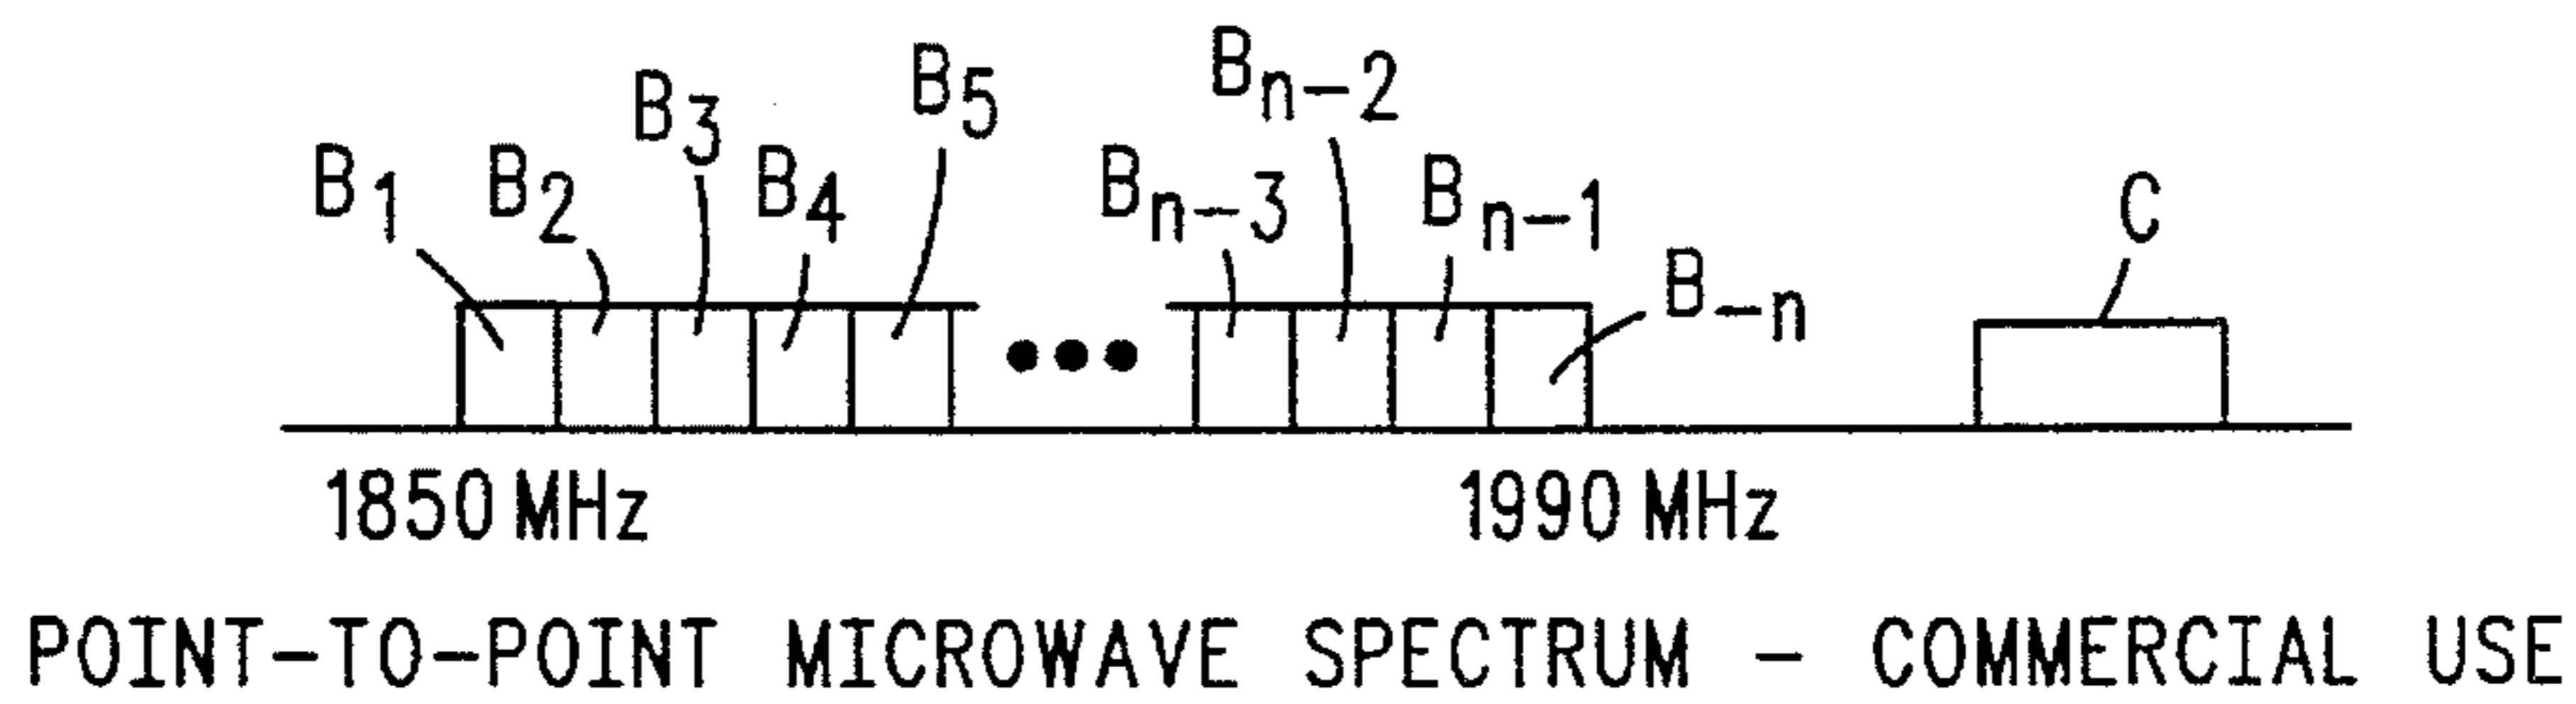 B1 B2 B3 B4 B5 Bn-3 Bn-2 Bn-1 B-n C
1850 MHz 1990 MHz
POINT-TO-POINT MICROWAVE SPECTRUM - COMMERCIAL USE